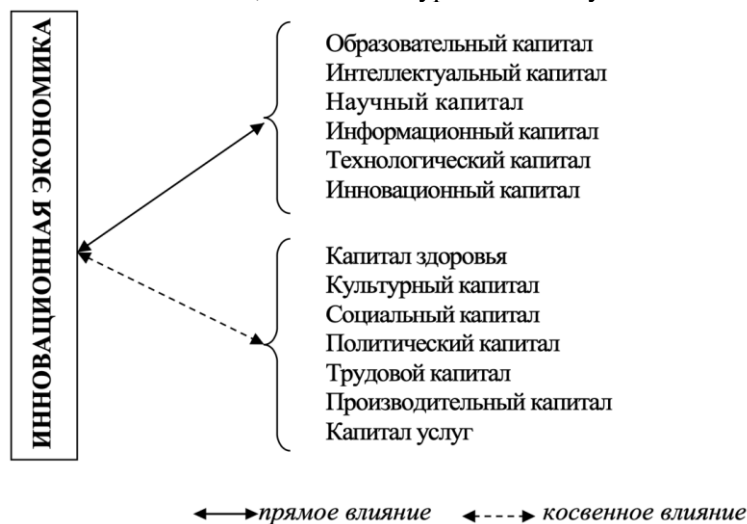 ИННОВАЦИОННАЯ ЭКОНОМИКА
Образовательный капитал
Интеллектуальный капитал
Научный капитал
Информационный капитал
Технологический капитал
Инновационный капитал
Капитал здоровья
Культурный капитал
Социальный капитал
Политический капитал
Трудовой капитал
Производительный капитал
Капитал услуг
прямое влияние косвенное влияние